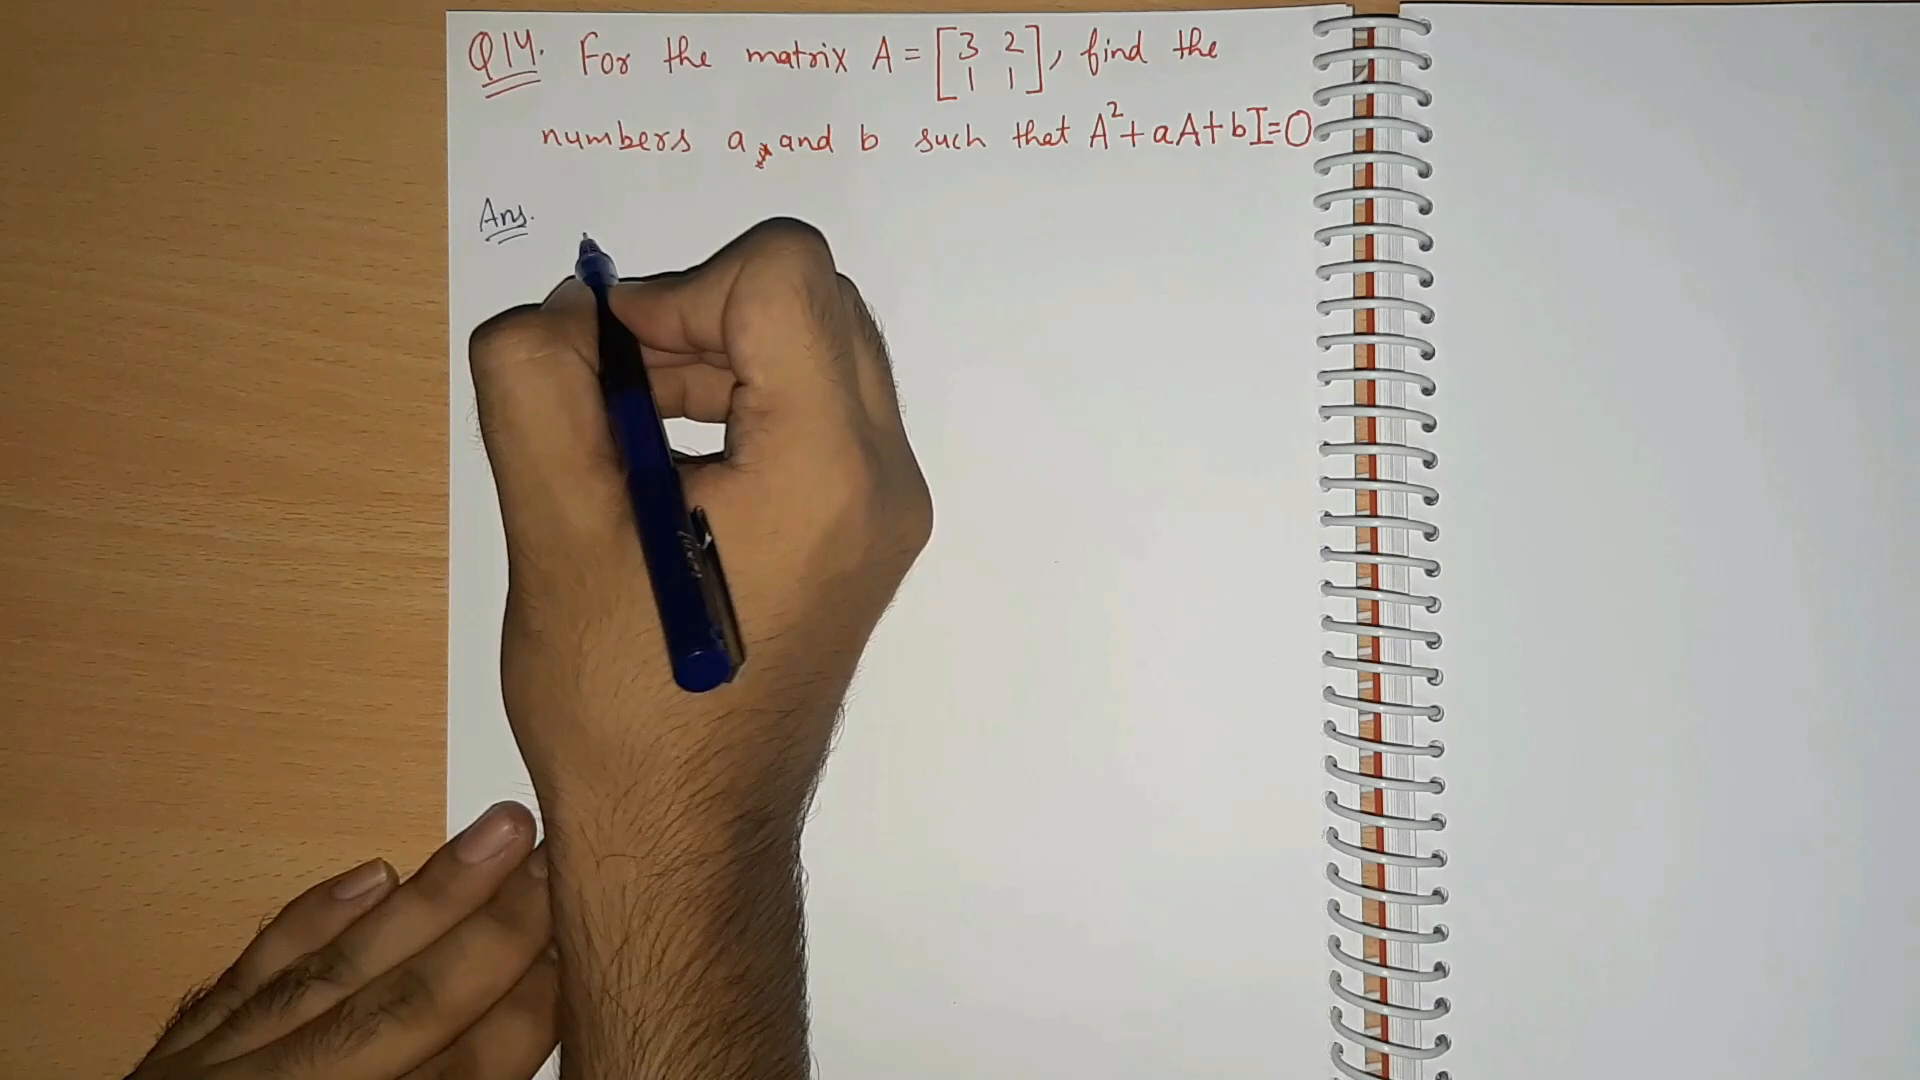 Q14. For the matrix A = [3 2
1 1], find the
numbers a, and b such that A²+aA+bI=O
Ans.